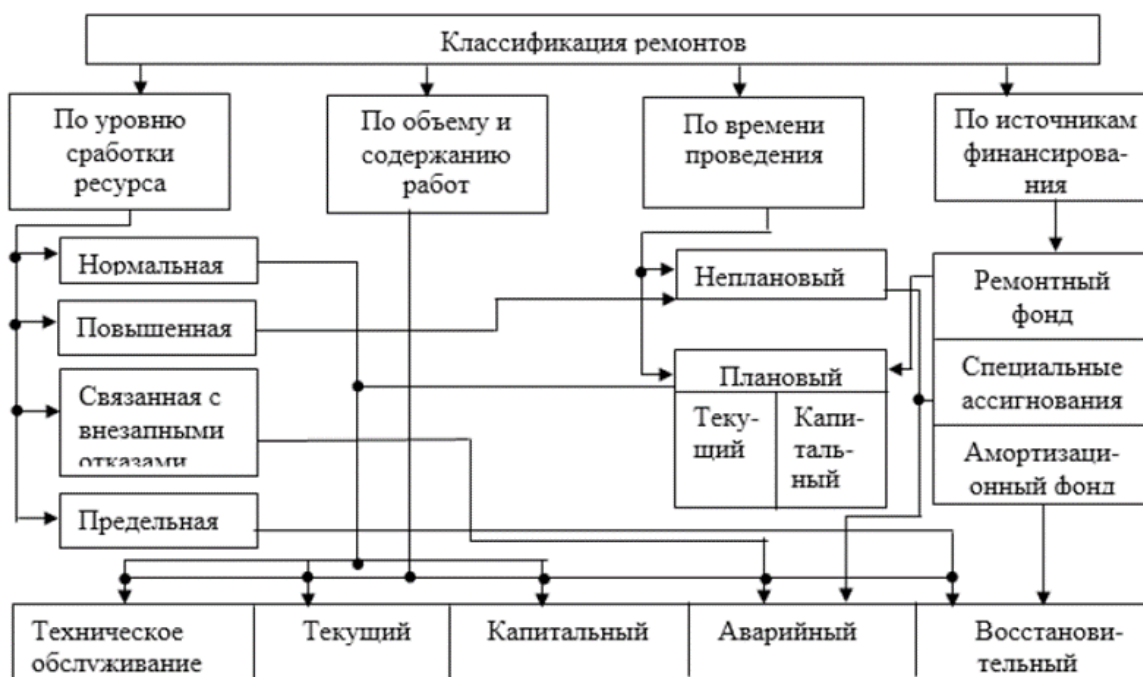 Классификация ремонтов
По уровню
сработки
ресурса
По объему и
содержанию
работ
По времени
проведения
По источникам
финансирова-
ния
Нормальная
Повышенная
Связанная с
внезапными
отказами
Предельная
Неплановый
Плановый
Теку-
щий
Капи-
таль-
ный
Ремонтный
фонд
Специальные
ассигнования
Амортизаци-
онный фонд
Техническое
обслуживание
Текущий
Капитальный
Аварийный
Восстанови-
тельный